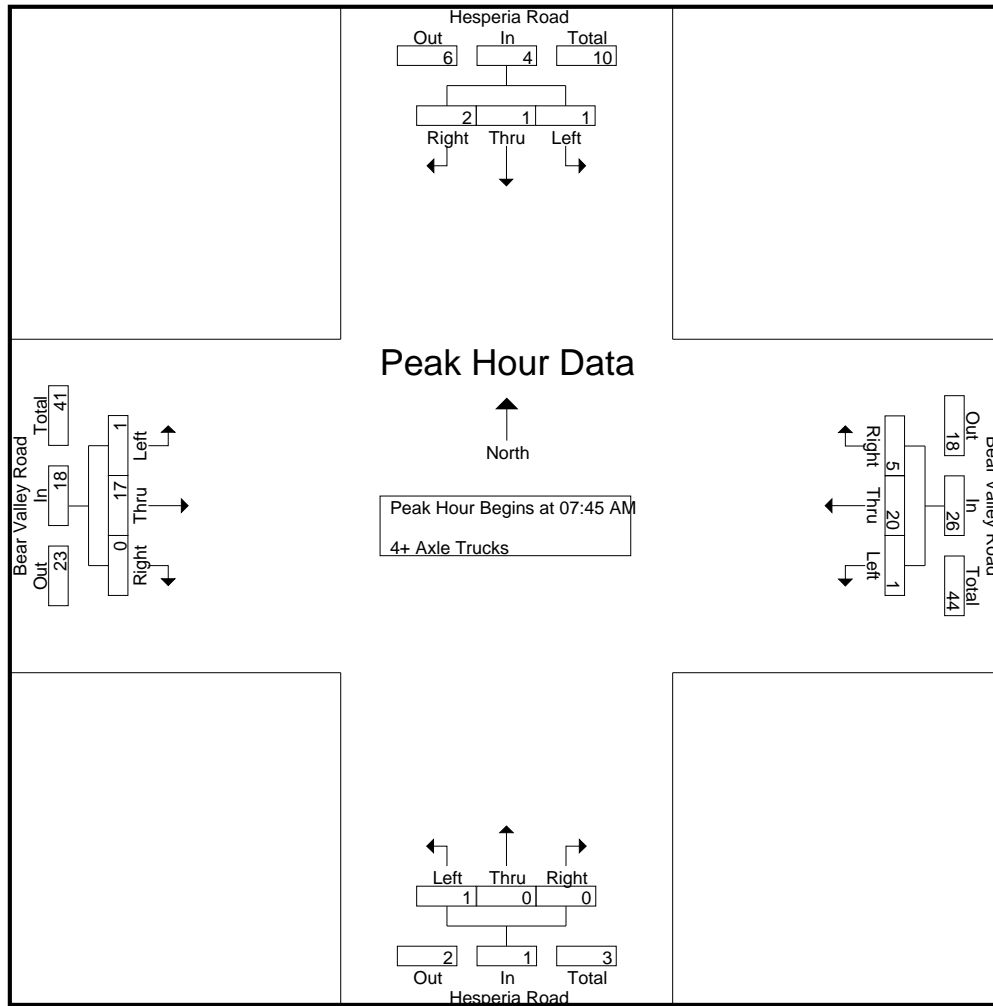 Hesperia Road
Out In Total
6 4 10
2 1 1
Right Thru Left
Peak Hour Data
North
Peak Hour Begins at 07:45 AM
4+ Axle Trucks
Bear Valley Road
Out In Total
23 18 41
0 17 1
Right Thru Left
Bear Valley Road
Out In Total
18 26 44
5 20 1
Right Thru Left
Left Thru Right
1 0 0
2 1 3
Out In Total
Hesperia Road